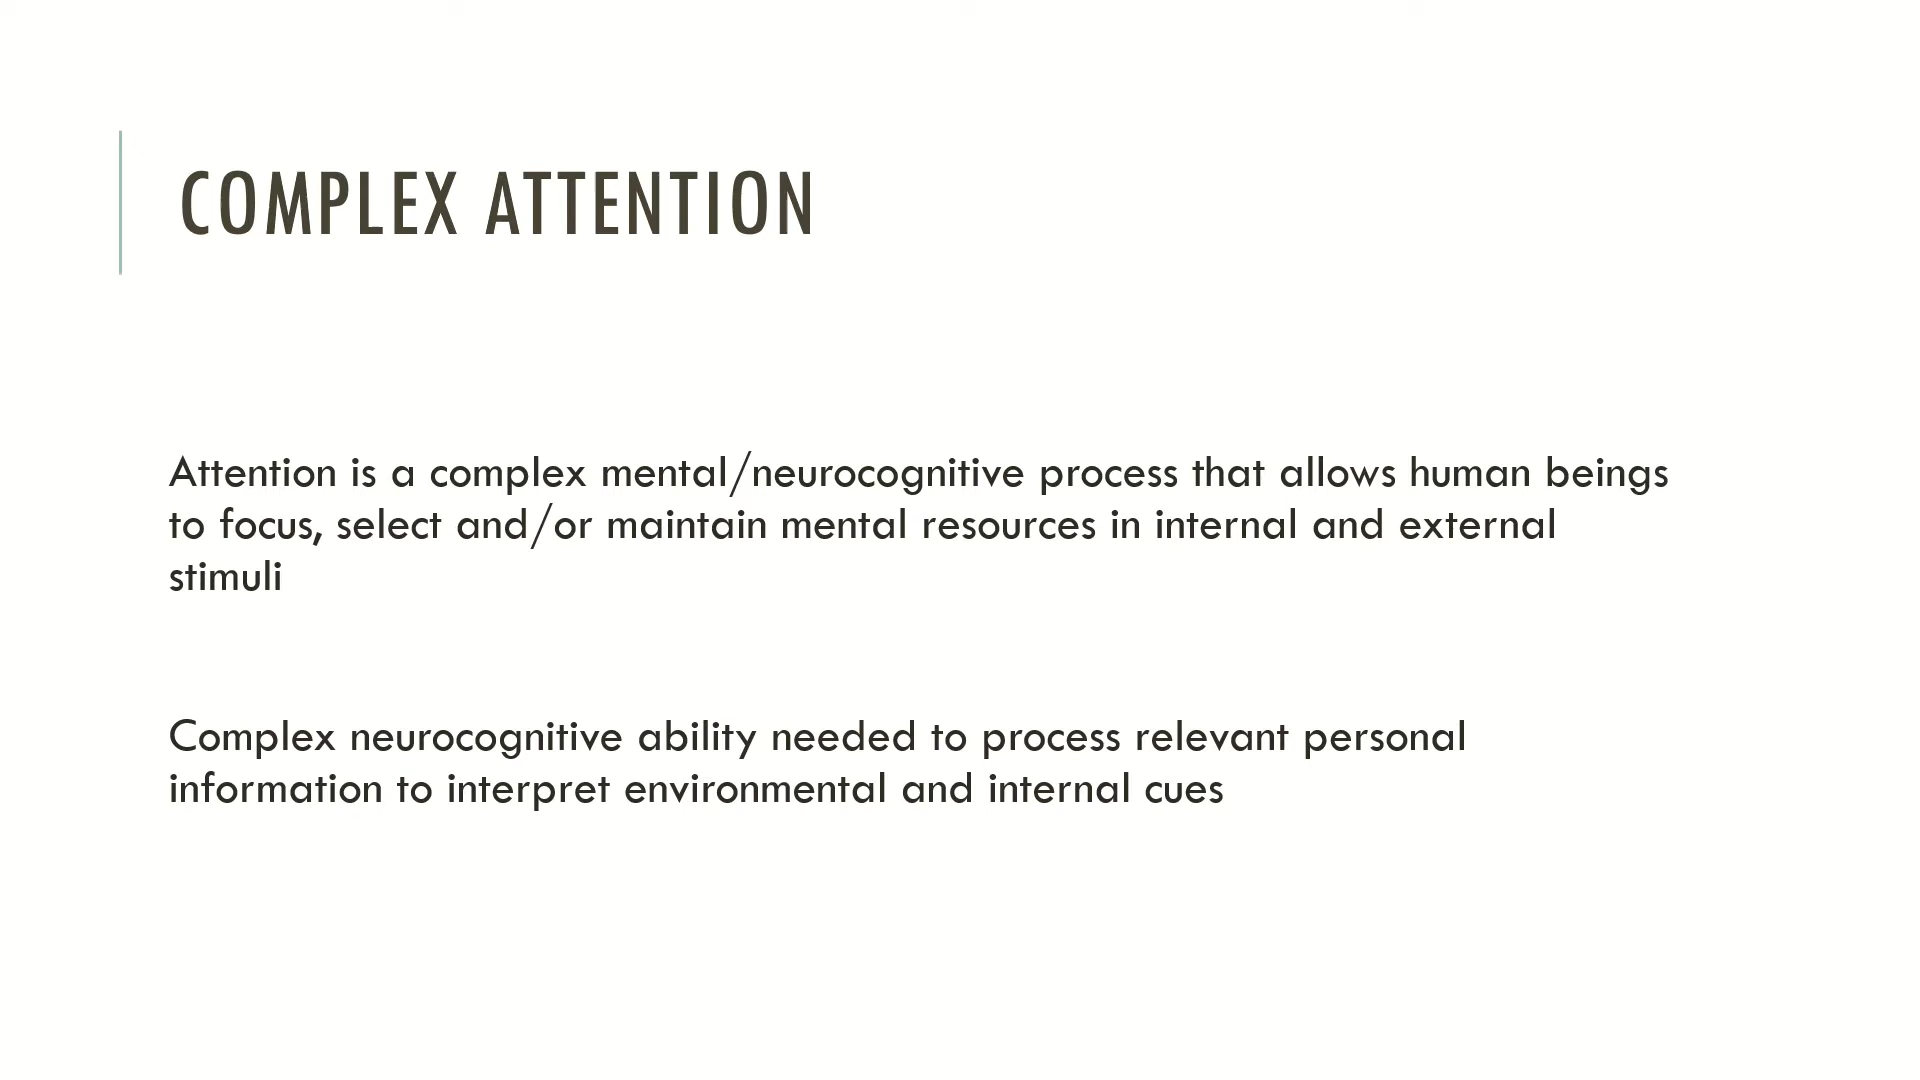 COMPLEX ATTENTION
Attention is a complex mental/neurocognitive process that allows human beings
to focus, select and/or maintain mental resources in internal and external
stimuli
Complex neurocognitive ability needed to process relevant personal
information to interpret environmental and internal cues